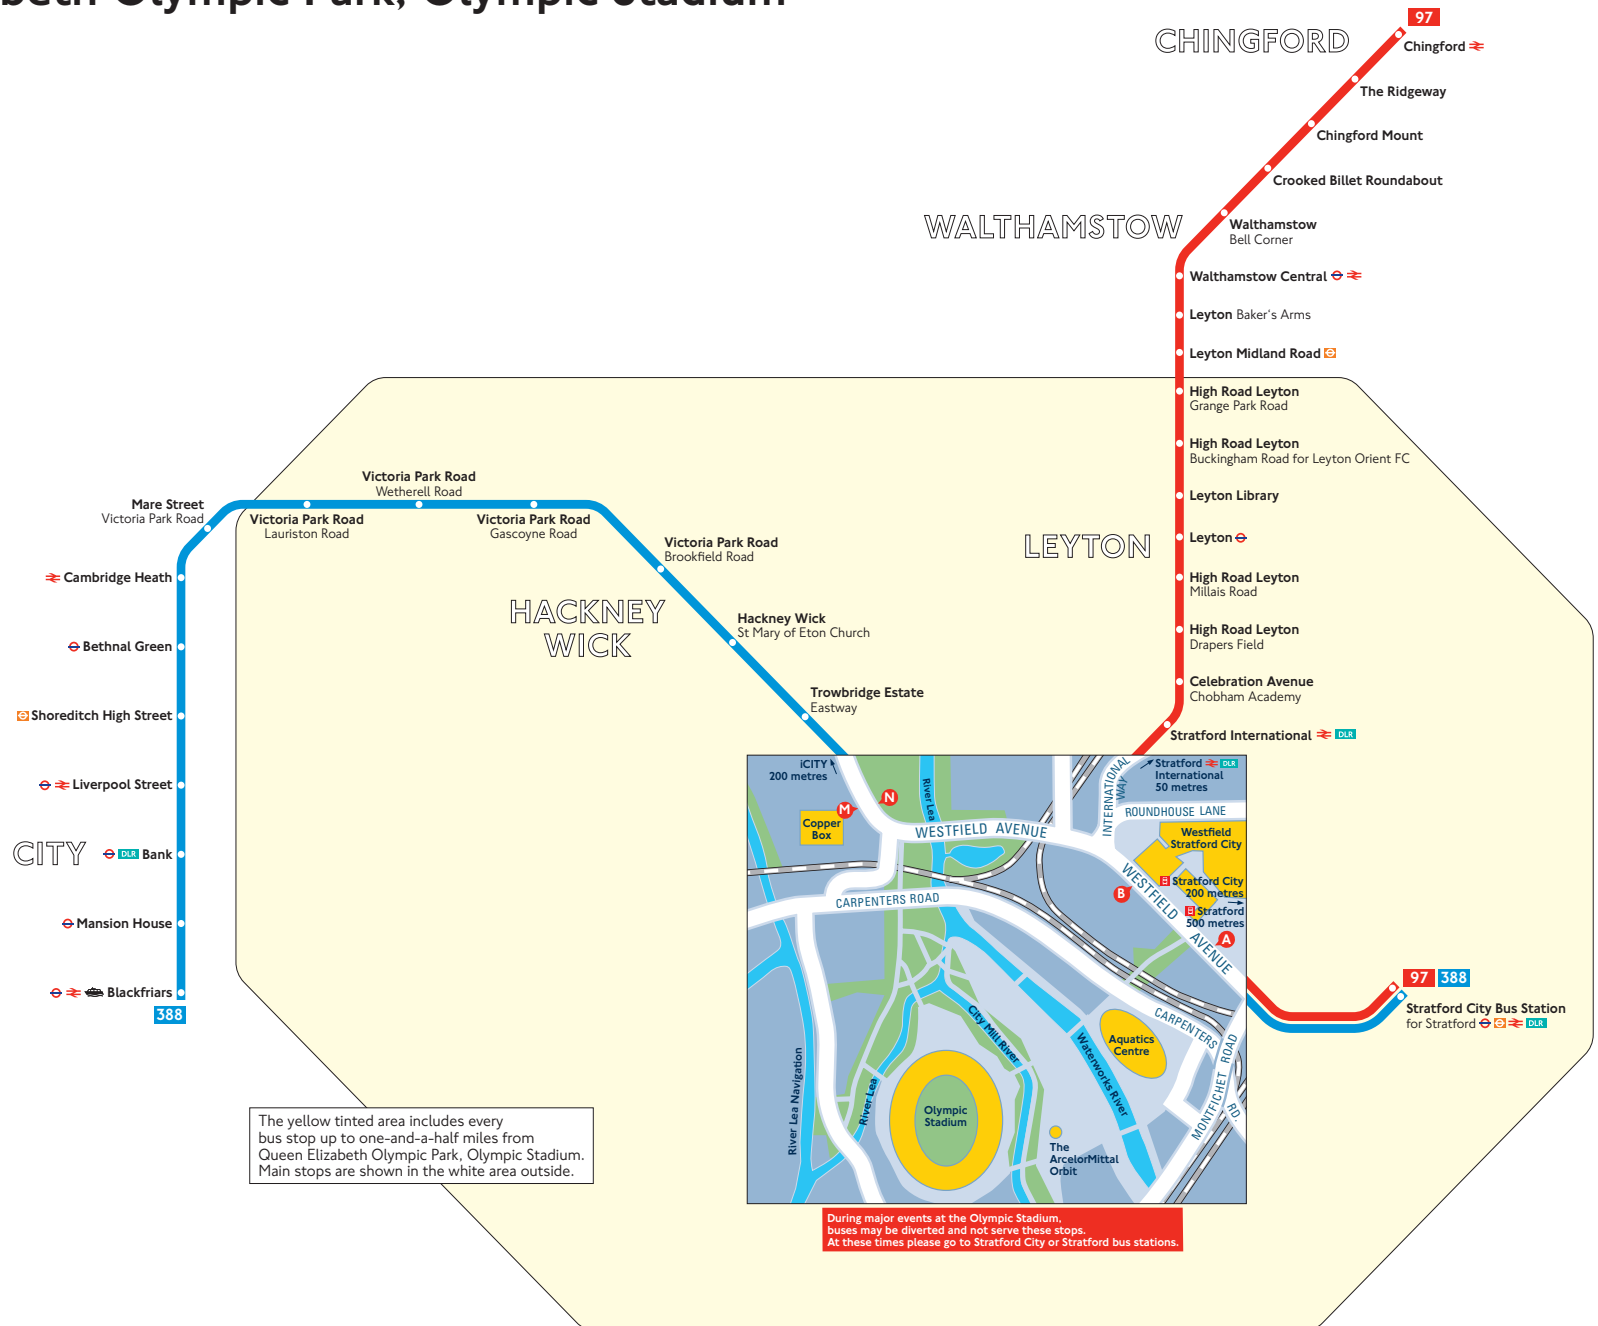 beth Olympic Park, Olympic Stadium
97
CHINGFORD
Chingford
The Ridgeway
Chingford Mount
Crooked Billet Roundabout
WALTHAMSTOW
Walthamstow
Bell Corner
Walthamstow Central
Leyton Baker's Arms
Leyton Midland Road
High Road Leyton
Grange Park Road
High Road Leyton
Buckingham Road for Leyton Orient FC
Leyton Library
LEYTON
Leyton
High Road Leyton
Millais Road
High Road Leyton
Drapers Field
Celebration Avenue
Chobham Academy
Stratford International DLR
Mare Street
Victoria Park Road
Victoria Park Road
Lauriston Road
Victoria Park Road
Wetherell Road
Victoria Park Road
Gascoyne Road
Victoria Park Road
Brookfield Road
HACKNEY
WICK
Hackney Wick
St Mary of Eton Church
Trowbridge Estate
Eastway
Cambridge Heath
Bethnal Green
Shoreditch High Street
Liverpool Street
CITY
DLR Bank
Mansion House
Blackfriars
388
iCITY
200 metres
M
N
Copper
Box
River Lea
WESTFIELD AVENUE
INTERNATIONAL
WAY
Stratford DLR
International
50 metres
ROUNDHOUSE LANE
Westfield
Stratford City
Stratford City
200 metres
Stratford
500 metres
B
A
WESTFIELD
AVENUE
CARPENTERS ROAD
City Mill River
Waterworks River
Aquatics
Centre
CARPENTERS
RD.
MONTFICHET ROAD
River Lea Navigation
River Lea
Olympic
Stadium
The
ArcelorMittal
Orbit
97 388
Stratford City Bus Station
for Stratford DLR
The yellow tinted area includes every
bus stop up to one-and-a-half miles from
Queen Elizabeth Olympic Park, Olympic Stadium.
Main stops are shown in the white area outside.
During major events at the Olympic Stadium,
buses may be diverted and not serve these stops.
At these times please go to Stratford City or Stratford bus stations.